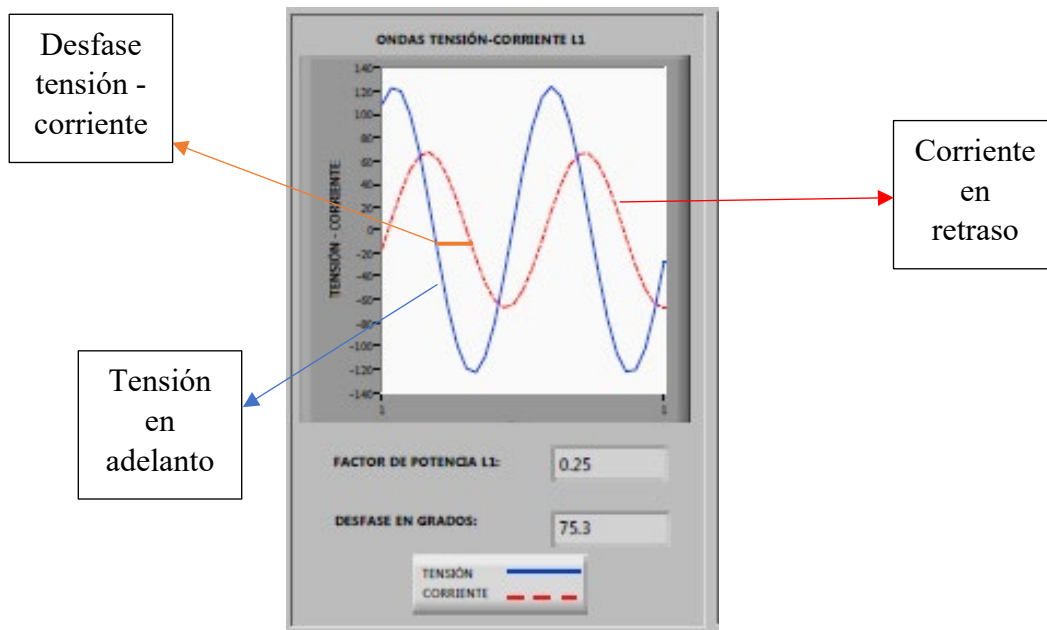 Desfase
tensión -
corriente
ONDAS TENSIÓN-CORRIENTE L1
TENSIÓN - CORRIENTE
140
120
100
80
60
40
20
0
-20
-40
-60
-80
-100
-120
-140
1
1
Corriente
en
retraso
Tensión
en
adelanto
FACTOR DE POTENCIA L1:
0.25
DESFASE EN GRADOS:
75.3
TENSIÓN
CORRIENTE